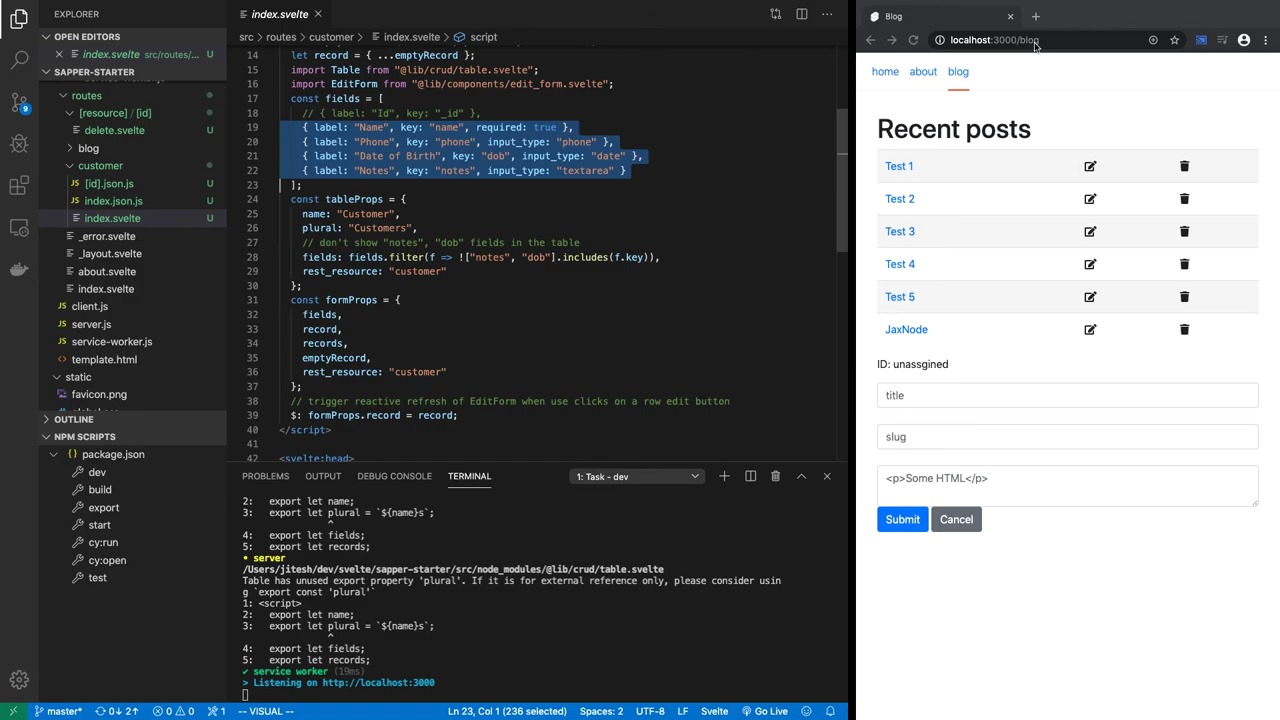 EXPLORER
OPEN EDITORS
index.svelte src/routes/... U
SAPPER-STARTER
routes
[resource] / [id]
delete.svelte U
blog
customer
[id].json.js U
index.json.js U
index.svelte U
_error.svelte
_layout.svelte
about.svelte
index.svelte
JS client.js
JS server.js
JS service-worker.js
<> template.html
static
favicon.png
OUTLINE
NPM SCRIPTS
{} package.json
dev
build
export
start
cy:run
cy:open
test
9
index.svelte
src > routes > customer > index.svelte > script
14 let record = { ...emptyRecord };
15 import Table from "@lib/crud/table.svelte";
16 import EditForm from "@lib/components/edit_form.svelte";
17 const fields = [
18 // { label: "Id", key: "_id" },
19 { label: "Name", key: "name", required: true },
20 { label: "Phone", key: "phone", input_type: "phone" },
21 { label: "Date of Birth", key: "dob", input_type: "date" },
22 { label: "Notes", key: "notes", input_type: "textarea" }
23 ];
24 const tableProps = {
25 name: "Customer",
26 plural: "Customers",
27 // don't show "notes", "dob" fields in the table
28 fields: fields.filter(f => !["notes", "dob"].includes(f.key)),
29 rest_resource: "customer"
30 };
31 const formProps = {
32 fields,
33 record,
34 records,
35 emptyRecord,
36 rest_resource: "customer"
37 };
38 // trigger reactive refresh of EditForm when use clicks on a row edit button
39 $: formProps.record = record;
40 </script>
41
42 <svelte:head>
PROBLEMS OUTPUT DEBUG CONSOLE TERMINAL 1: Task - dev
2: export let name;
3: export let plural = `${name}s`;
^
4: export let fields;
5: export let records;
• server
/Users/jitesh/dev/svelte/sapper-starter/src/node_modules/@lib/crud/table.svelte
Table has unused export property 'plural'. If it is for external reference only, please consider usin
g `export const 'plural'`
1: <script>
2: export let name;
3: export let plural = `${name}s`;
^
4: export let fields;
5: export let records;
✔ service worker (19ms)
> Listening on http://localhost:3000
master* 0↓ 2↑ 0 0 1 -- VISUAL -- Ln 23, Col 1 (236 selected) Spaces: 2 UTF-8 LF Svelte Go Live
Blog
localhost:3000/blog
home about blog
Recent posts
Test 1
Test 2
Test 3
Test 4
Test 5
JaxNode
ID: unassgined
title
slug
<p>Some HTML</p>
Submit Cancel